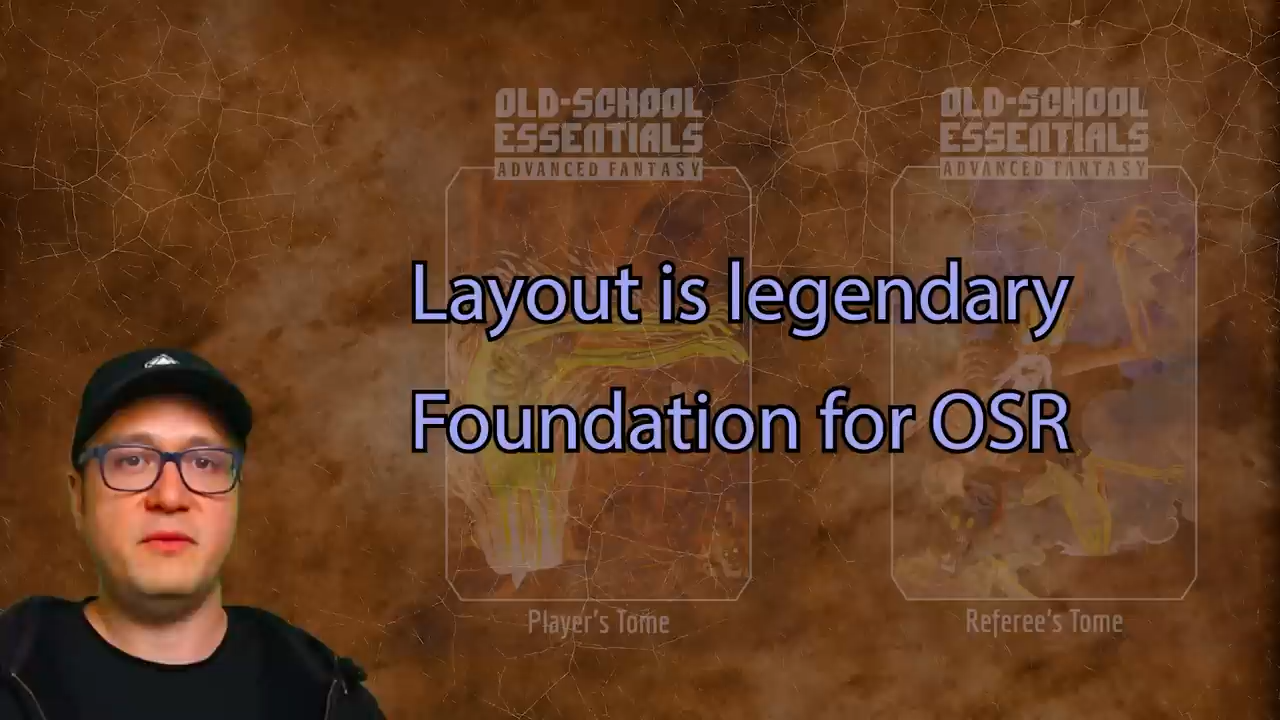 OLD-SCHOOL
ESSENTIALS
ADVANCED FANTASY
OLD-SCHOOL
ESSENTIALS
ADVANCED FANTASY
Layout is legendary
Foundation for OSR
Player's Tome
Referee's Tome